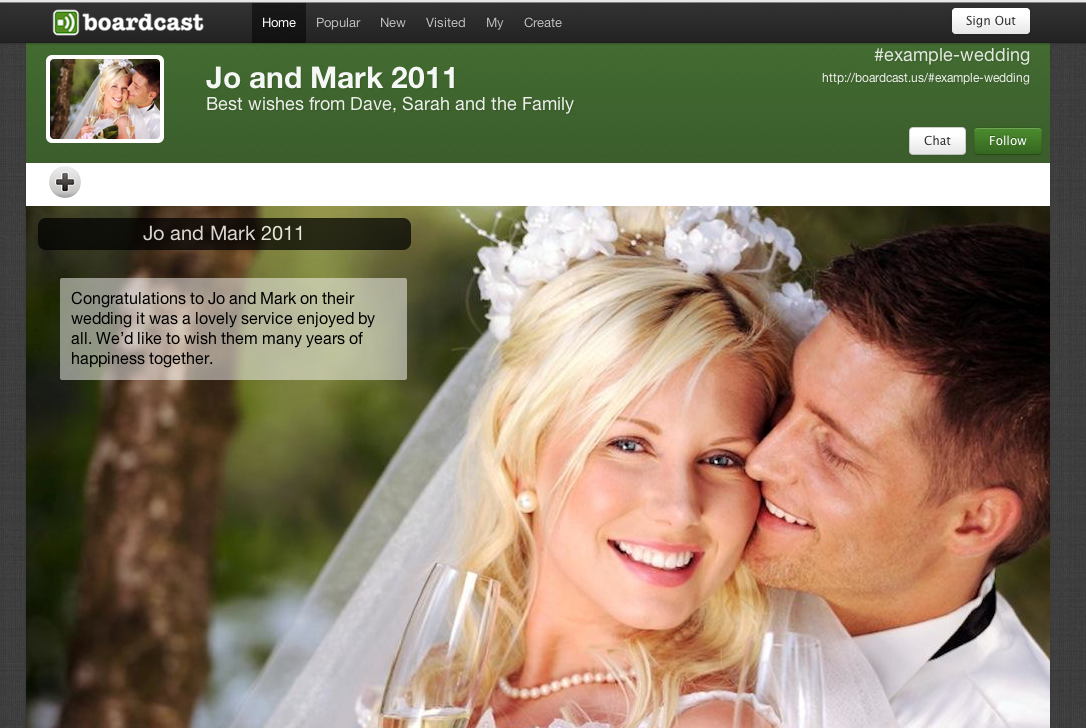 boardcast
Home Popular New Visited My Create
Sign Out
#example-wedding
Jo and Mark 2011
http://boardcast.us/#example-wedding
Best wishes from Dave, Sarah and the Family
Chat Follow
Jo and Mark 2011
Congratulations to Jo and Mark on their
wedding it was a lovely service enjoyed by
all. We’d like to wish them many years of
happiness together.